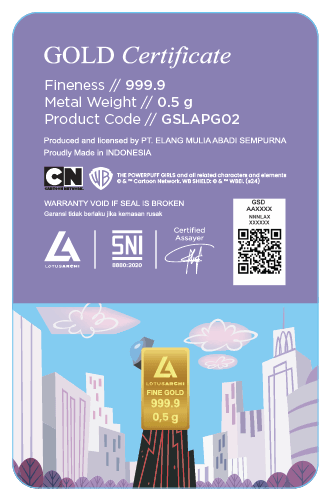 GOLD Certificate
Fineness // 999.9
Metal Weight // 0.5 g
Product Code // GSLAPG02
Produced and licensed by PT. ELANG MULIA ABADI SEMPURNA
Proudly Made in INDONESIA
CN
CARTOON NETWORK
WB
THE POWERPUFF GIRLS and all related characters and elements
© & ™ Cartoon Network. WB SHIELD: © & ™ WBEI. (s24)
WARRANTY VOID IF SEAL IS BROKEN
Garansi tidak berlaku jika kemasan rusak
GSD
AAXXXX
NNNLAX
XXXXXX
LOTUSARCHI
SNI
8880:2020
Certified
Assayer
LOTUSARCHI
FINE GOLD
999.9
0,5 g